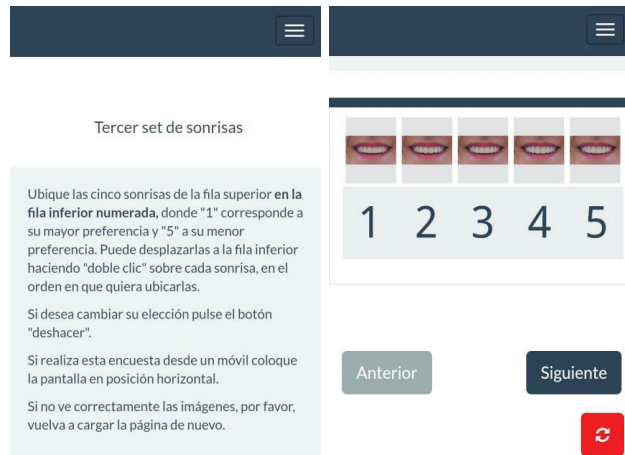 Tercer set de sonrisas
Ubique las cinco sonrisas de la fila superior en la
fila inferior numerada, donde "1" corresponde a
su mayor preferencia y "5" a su menor
preferencia. Puede desplazarlas a la fila inferior
haciendo "doble clic" sobre cada sonrisa, en el
orden en que quiera ubicarlas.
Si desea cambiar su elección pulse el botón
"deshacer".
Si realiza esta encuesta desde un móvil coloque
la pantalla en posición horizontal.
Si no ve correctamente las imágenes, por favor,
vuelva a cargar la página de nuevo.
1 2 3 4 5
Anterior Siguiente